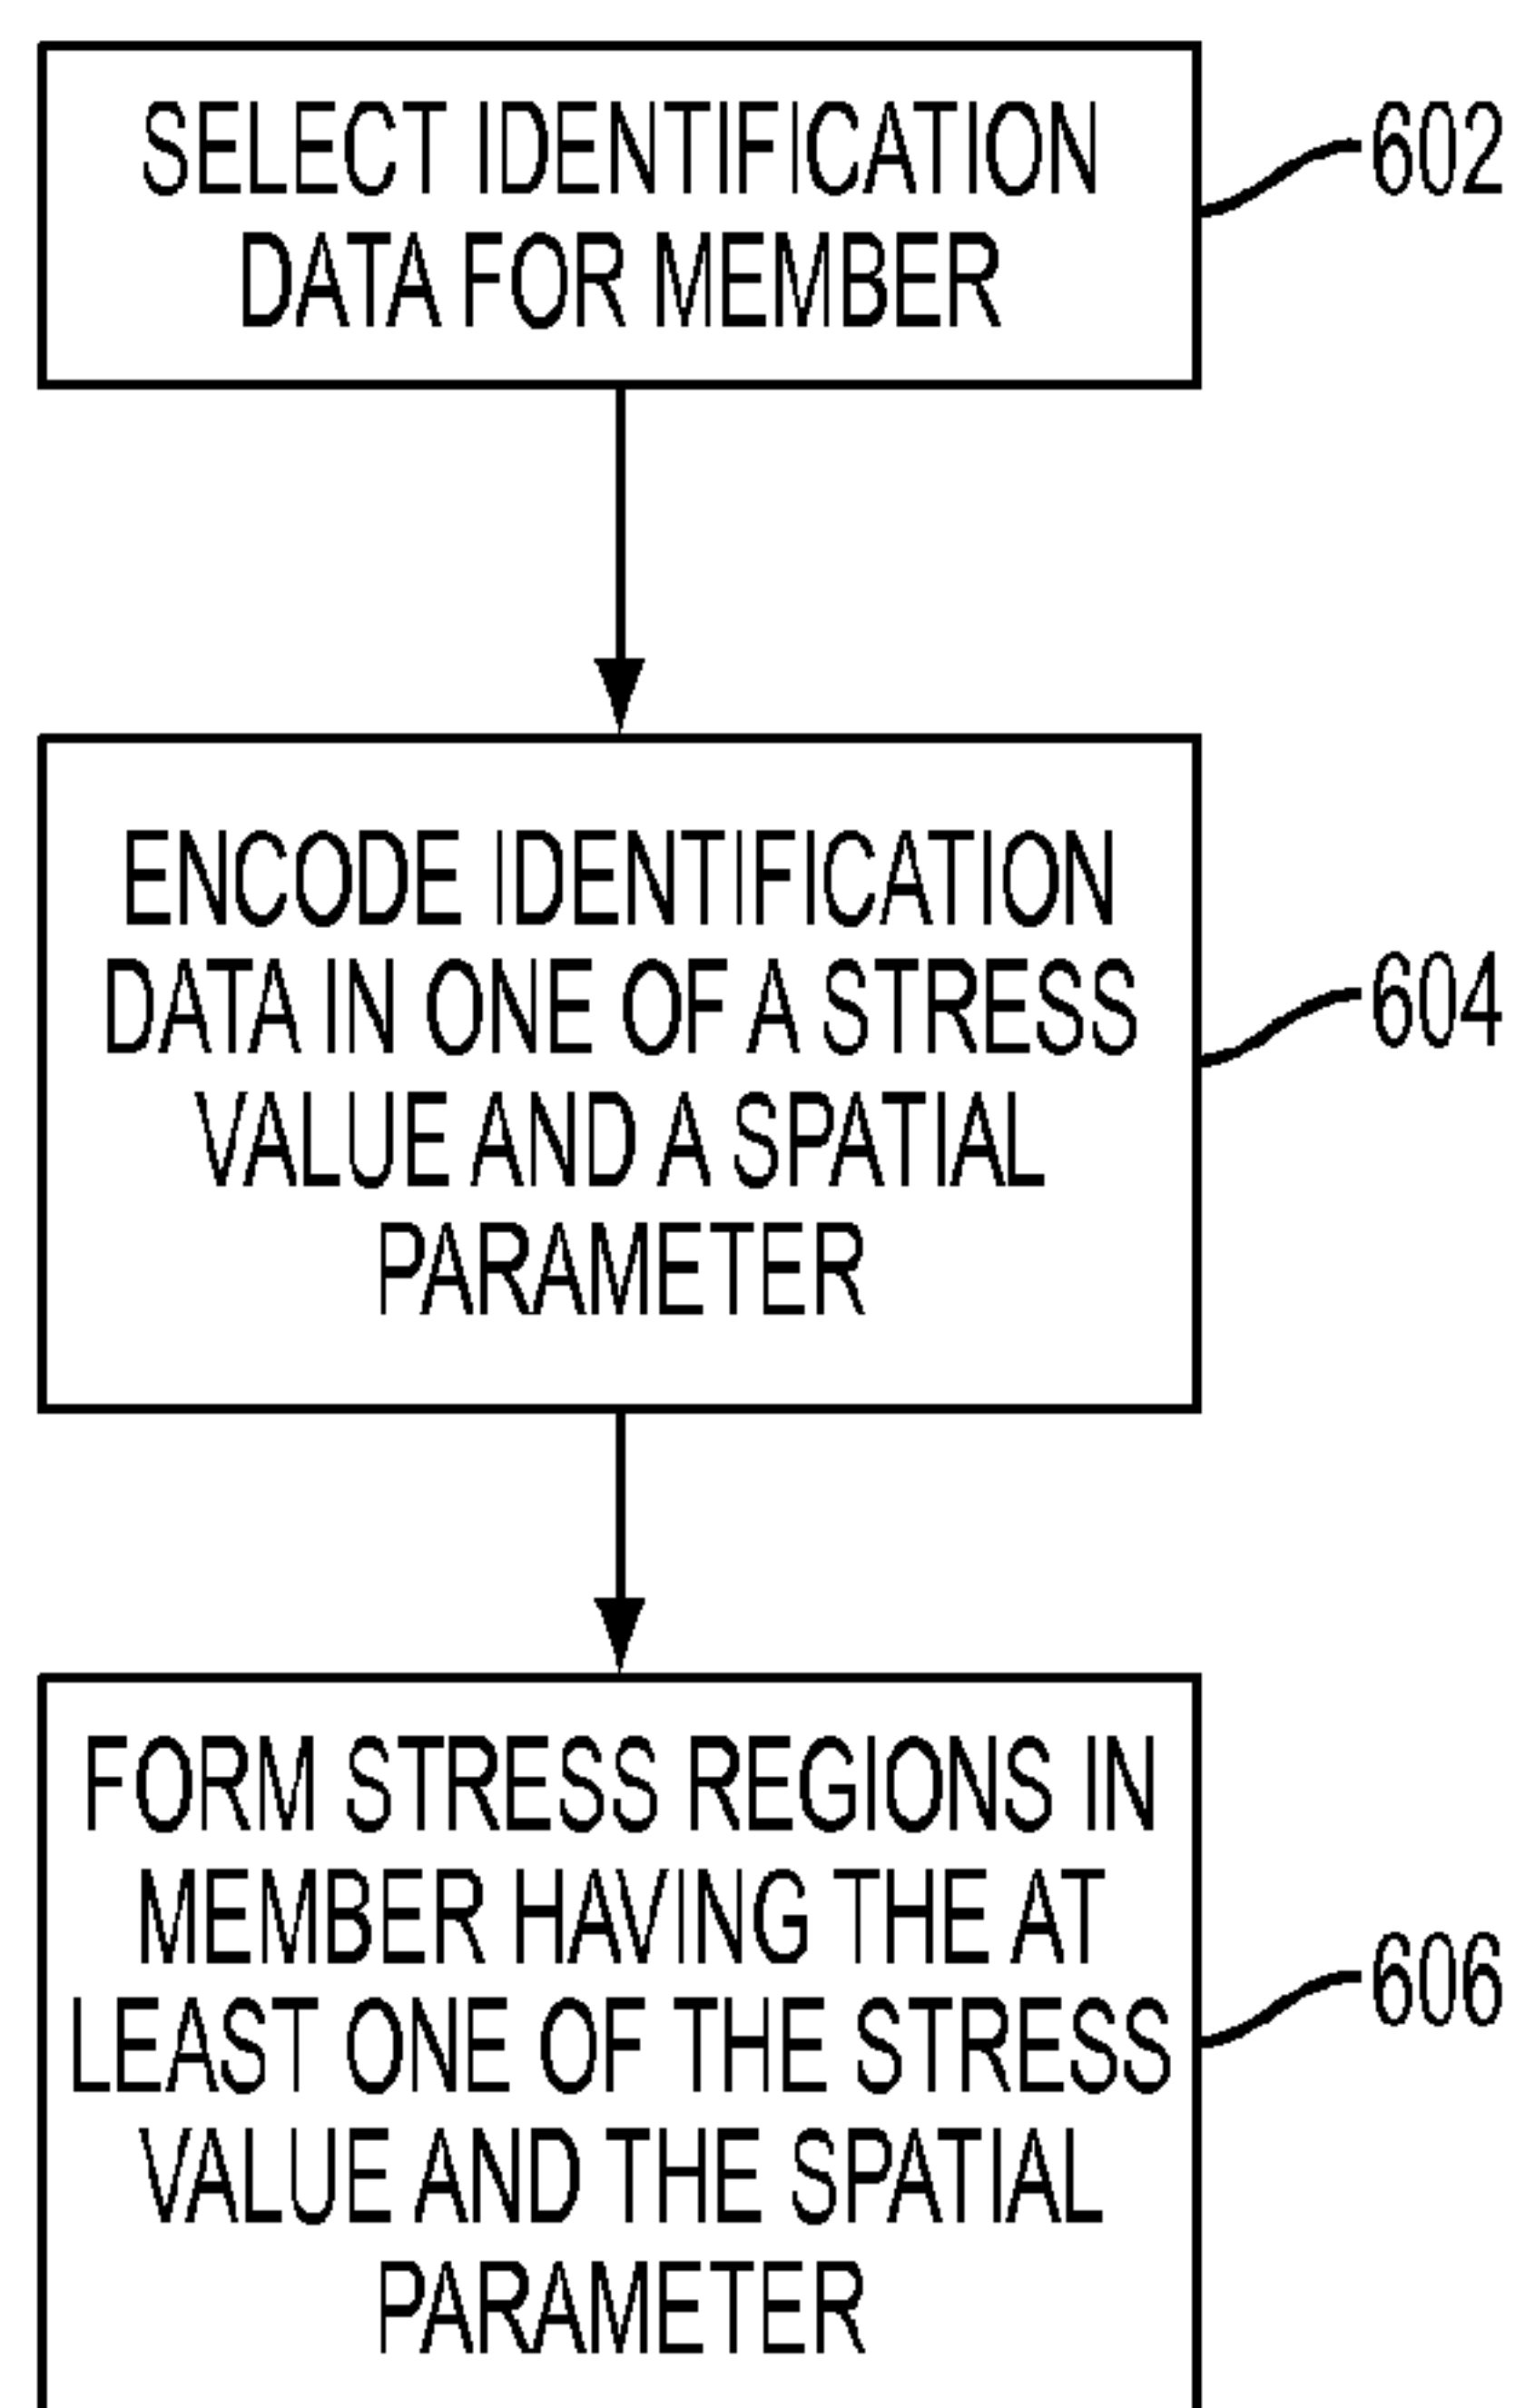 SELECT IDENTIFICATION
DATA FOR MEMBER
602
ENCODE IDENTIFICATION
DATA IN ONE OF A STRESS
VALUE AND A SPATIAL
PARAMETER
604
FORM STRESS REGIONS IN
MEMBER HAVING THE AT
LEAST ONE OF THE STRESS
VALUE AND THE SPATIAL
PARAMETER
606